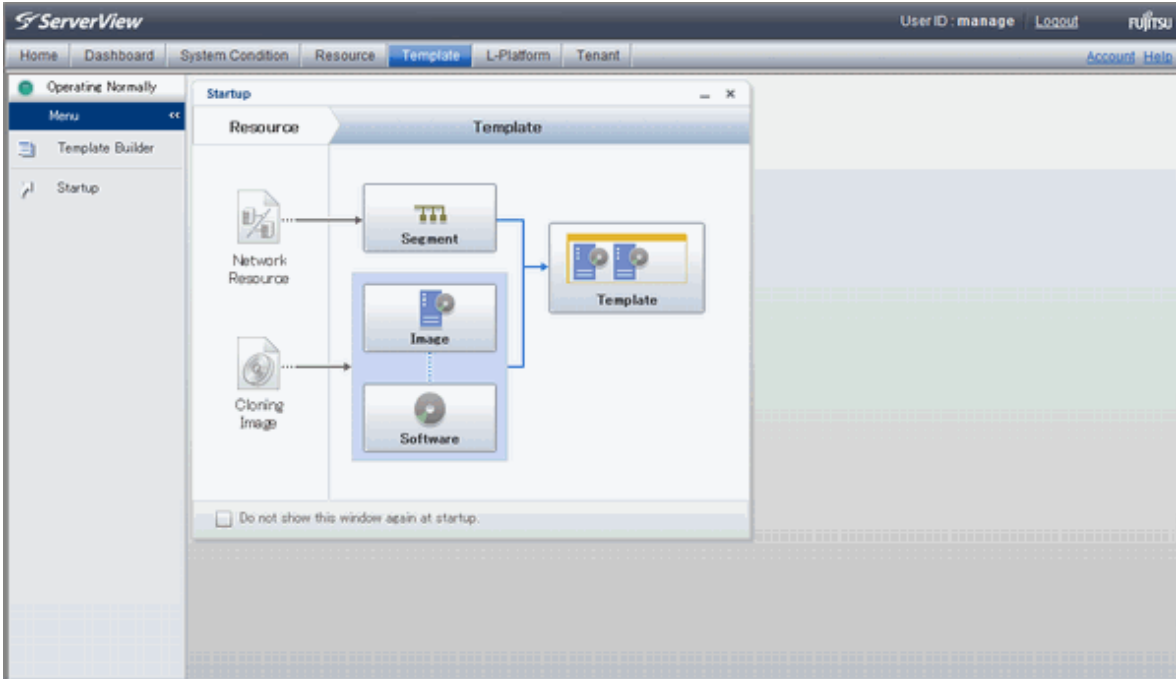 ServerView
User ID : manage Logout FUJITSU
Home Dashboard System Condition Resource Template L-Platform Tenant Account Help
Operating Normally
Menu <<
Template Builder
Startup
Startup
Resource Template
Segment
Network
Resource
Template
Image
Cloning
Image
Software
Do not show this window again at startup.